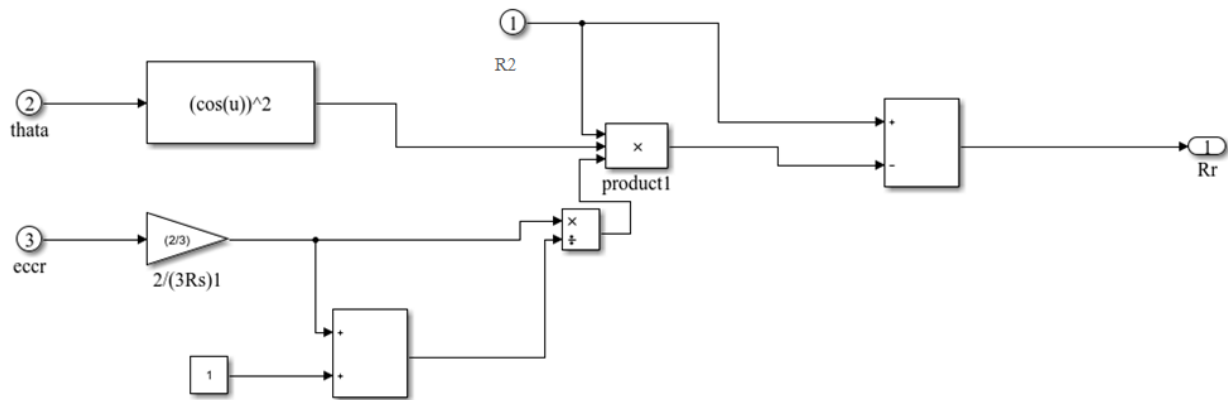 1
R2
2
thata
(cos(u))^2
+
−
1
Rr
×
product1
×
÷
3
eccr
(2/3)
2/(3Rs)1
+
+
1